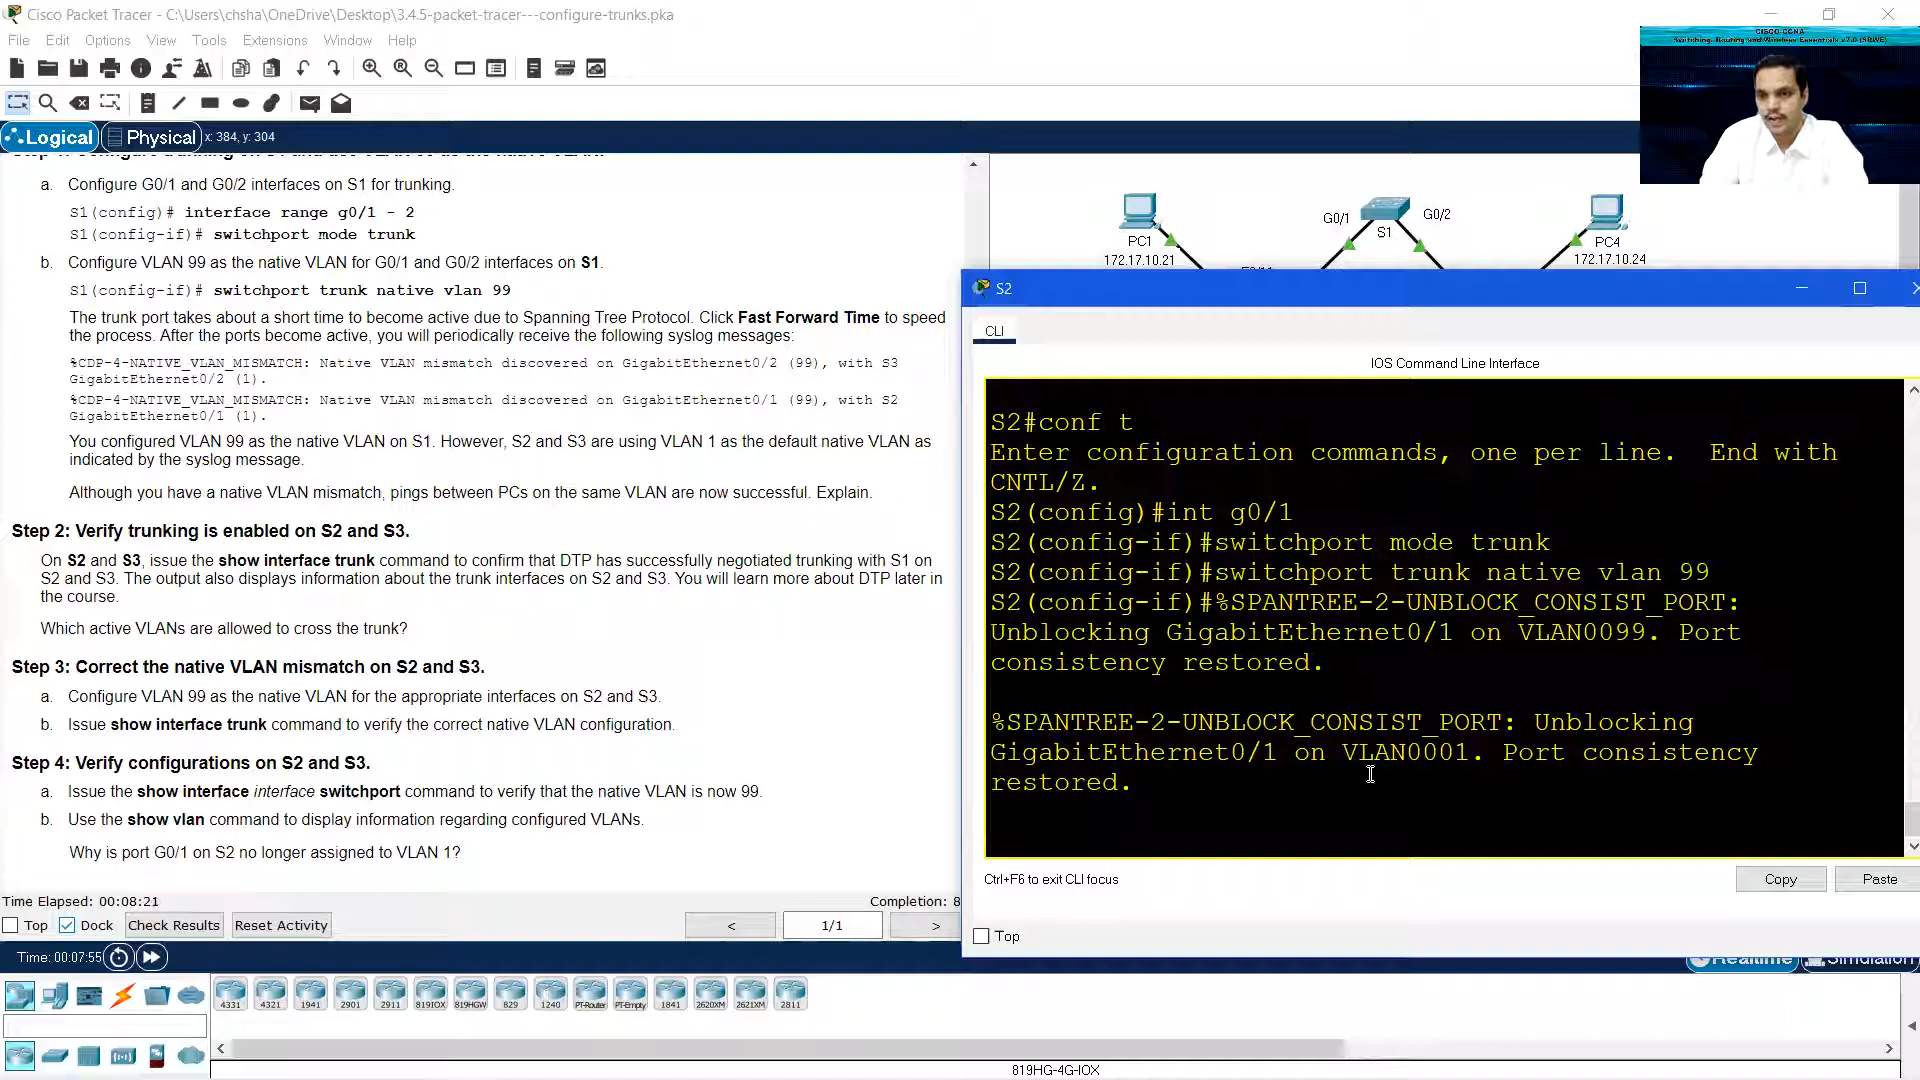 Cisco Packet Tracer - C:\Users\chsha\OneDrive\Desktop\3.4.5-packet-tracer---configure-trunks.pka
File Edit Options View Tools Extensions Window Help
CISCO CCNA
Switching, Routing and Wireless Essentials v7.0 (SRWE)
Logical Physical x: 384, y: 304
a. Configure G0/1 and G0/2 interfaces on S1 for trunking.
S1(config)# interface range g0/1 - 2
S1(config-if)# switchport mode trunk
b. Configure VLAN 99 as the native VLAN for G0/1 and G0/2 interfaces on S1.
S1(config-if)# switchport trunk native vlan 99
The trunk port takes about a short time to become active due to Spanning Tree Protocol. Click Fast Forward Time to speed
the process. After the ports become active, you will periodically receive the following syslog messages:
%CDP-4-NATIVE_VLAN_MISMATCH: Native VLAN mismatch discovered on GigabitEthernet0/2 (99), with S3
GigabitEthernet0/2 (1).
%CDP-4-NATIVE_VLAN_MISMATCH: Native VLAN mismatch discovered on GigabitEthernet0/1 (99), with S2
GigabitEthernet0/1 (1).
You configured VLAN 99 as the native VLAN on S1. However, S2 and S3 are using VLAN 1 as the default native VLAN as
indicated by the syslog message.
Although you have a native VLAN mismatch, pings between PCs on the same VLAN are now successful. Explain.
Step 2: Verify trunking is enabled on S2 and S3.
On S2 and S3, issue the show interface trunk command to confirm that DTP has successfully negotiated trunking with S1 on
S2 and S3. The output also displays information about the trunk interfaces on S2 and S3. You will learn more about DTP later in
the course.
Which active VLANs are allowed to cross the trunk?
Step 3: Correct the native VLAN mismatch on S2 and S3.
a. Configure VLAN 99 as the native VLAN for the appropriate interfaces on S2 and S3.
b. Issue show interface trunk command to verify the correct native VLAN configuration.
Step 4: Verify configurations on S2 and S3.
a. Issue the show interface interface switchport command to verify that the native VLAN is now 99.
b. Use the show vlan command to display information regarding configured VLANs.
Why is port G0/1 on S2 no longer assigned to VLAN 1?
Time Elapsed: 00:08:21 Completion: 8
Top Dock Check Results Reset Activity < 1/1 >
G0/1 G0/2
S1
PC1 PC4
172.17.10.21 172.17.10.24
S2
CLI
IOS Command Line Interface
S2#conf t
Enter configuration commands, one per line. End with
CNTL/Z.
S2(config)#int g0/1
S2(config-if)#switchport mode trunk
S2(config-if)#switchport trunk native vlan 99
S2(config-if)#%SPANTREE-2-UNBLOCK_CONSIST_PORT:
Unblocking GigabitEthernet0/1 on VLAN0099. Port
consistency restored.
%SPANTREE-2-UNBLOCK_CONSIST_PORT: Unblocking
GigabitEthernet0/1 on VLAN0001. Port consistency
restored.
Ctrl+F6 to exit CLI focus Copy Paste
Top
Time: 00:07:55 Realtime Simulation
4331 4321 1941 2901 2911 819IOX 819HGW 829 1240 PT-Router PT-Empty 1841 2620XM 2621XM 2811
819HG-4G-IOX